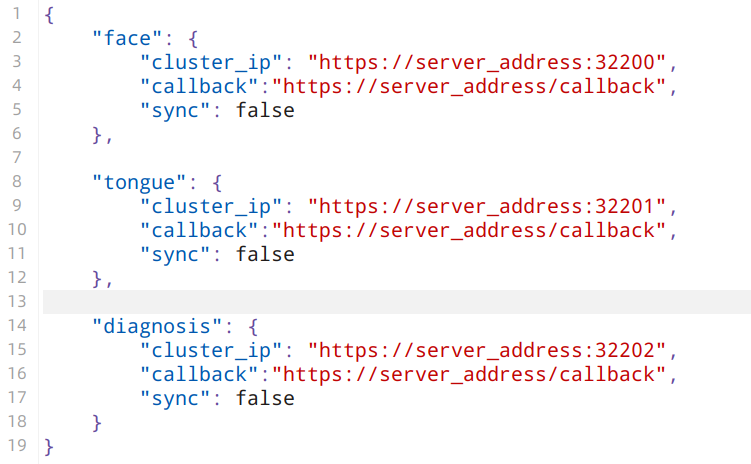 1 {
2     "face": {
3         "cluster_ip": "https://server_address:32200",
4         "callback":"https://server_address/callback",
5         "sync": false
6     },
7
8     "tongue": {
9         "cluster_ip": "https://server_address:32201",
10         "callback":"https://server_address/callback",
11         "sync": false
12     },
13
14     "diagnosis": {
15         "cluster_ip": "https://server_address:32202",
16         "callback":"https://server_address/callback",
17         "sync": false
18     }
19 }